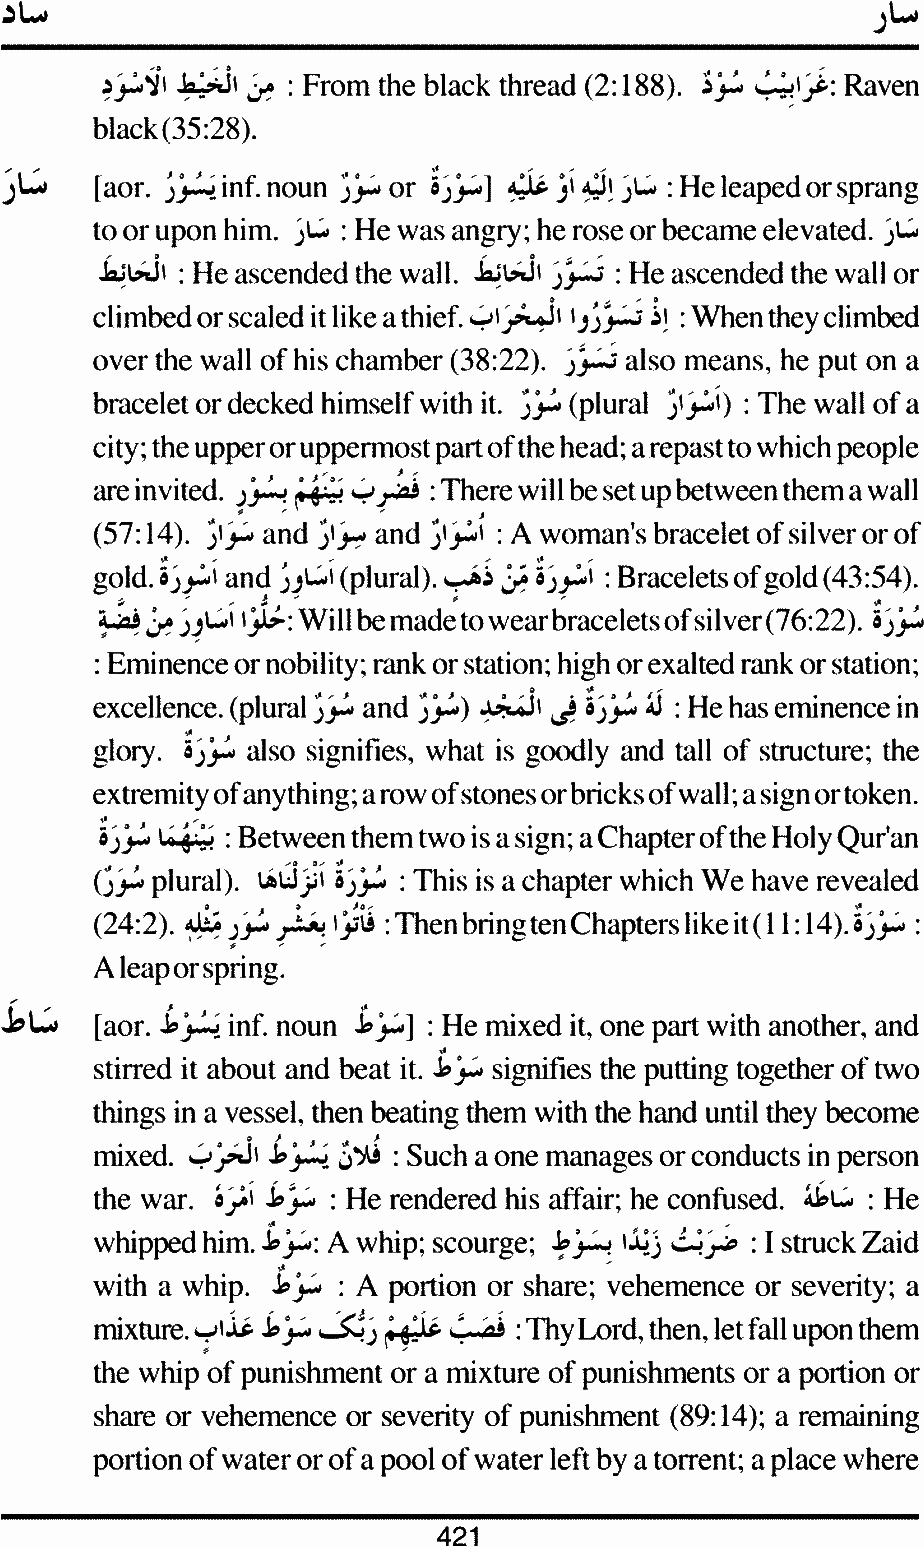 ساد سار
مِنَ الْخَيْطِ الْاَسْوَدِ : From the black thread (2:188). غَرَابِيْبُ سُوْدٌ: Raven
black (35:28).
سَارَ [aor. يَسُوْرُ inf. noun سَوْرٌ or سَوْرَةٌ] سَارَ اِلَيْهِ اَوْ عَلَيْهِ : He leaped or sprang
to or upon him. سَارَ : He was angry; he rose or became elevated. سَارَ
الْحَائِطَ : He ascended the wall. تَسَوَّرَ الْحَائِطَ : He ascended the wall or
climbed or scaled it like a thief. اِذْ تَسَوَّرُوا الْمِحْرَابَ : When they climbed
over the wall of his chamber (38:22). تَسَوَّرَ also means, he put on a
bracelet or decked himself with it. سُوْرٌ (plural اَسْوَارٌ) : The wall of a
city; the upper or uppermost part of the head; a repast to which people
are invited. فَضُرِبَ بَيْنَهُمْ بِسُوْرٍ : There will be set up between them a wall
(57:14). سَوَارٌ and سِوَارٌ and اُسْوَارٌ : A woman's bracelet of silver or of
gold. اَسْوِرَةٌ and اَسَاوِرُ (plural). اَسْوِرَةٌ مِّنْ ذَهَبٍ : Bracelets of gold (43:54).
حُلُّوْا اَسَاوِرَ مِنْ فِضَّةٍ: Will be made to wear bracelets of silver (76:22). سُوْرَةٌ
: Eminence or nobility; rank or station; high or exalted rank or station;
excellence. (plural سُوَرٌ and سُوْرٌ) لَهُ سُوْرَةٌ فِى الْمَجْدِ : He has eminence in
glory. سُوْرَةٌ also signifies, what is goodly and tall of structure; the
extremity of anything; a row of stones or bricks of wall; a sign or token.
بَيْنَهُمَا سُوْرَةٌ : Between them two is a sign; a Chapter of the Holy Qur'an
(سُوَرٌ plural). سُوْرَةٌ اَنْزَلْنَاهَا : This is a chapter which We have revealed
(24:2). فَأْتُوْا بِعَشْرِ سُوَرٍ مِّثْلِهِ : Then bring ten Chapters like it (11:14). سَوْرَةٌ :
A leap or spring.
سَاطَ [aor. يَسُوْطُ inf. noun سَوْطٌ] : He mixed it, one part with another, and
stirred it about and beat it. سَوْطٌ signifies the putting together of two
things in a vessel, then beating them with the hand until they become
mixed. فُلَانٌ يَسُوْطُ الْحَرْبَ : Such a one manages or conducts in person
the war. سَوَّطَ اَمْرَهُ : He rendered his affair; he confused. سَاطَهُ : He
whipped him. سَوْطٌ: A whip; scourge; ضَرَبْتُ زَيْدًا بِسَوْطٍ : I struck Zaid
with a whip. سَوْطٌ : A portion or share; vehemence or severity; a
mixture. فَصَبَّ عَلَيْهِمْ رَبُّكَ سَوْطَ عَذَابٍ : Thy Lord, then, let fall upon them
the whip of punishment or a mixture of punishments or a portion or
share or vehemence or severity of punishment (89:14); a remaining
portion of water or of a pool of water left by a torrent; a place where
421